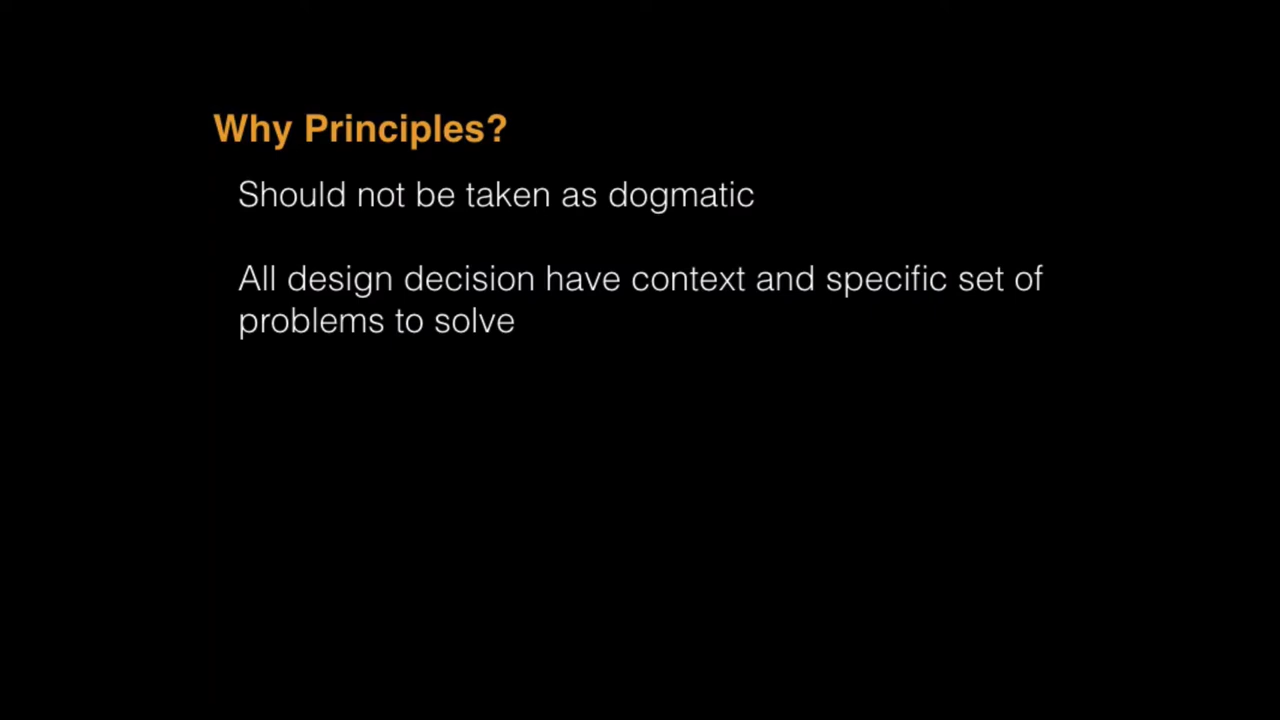 Why Principles?
Should not be taken as dogmatic
All design decision have context and specific set of
problems to solve